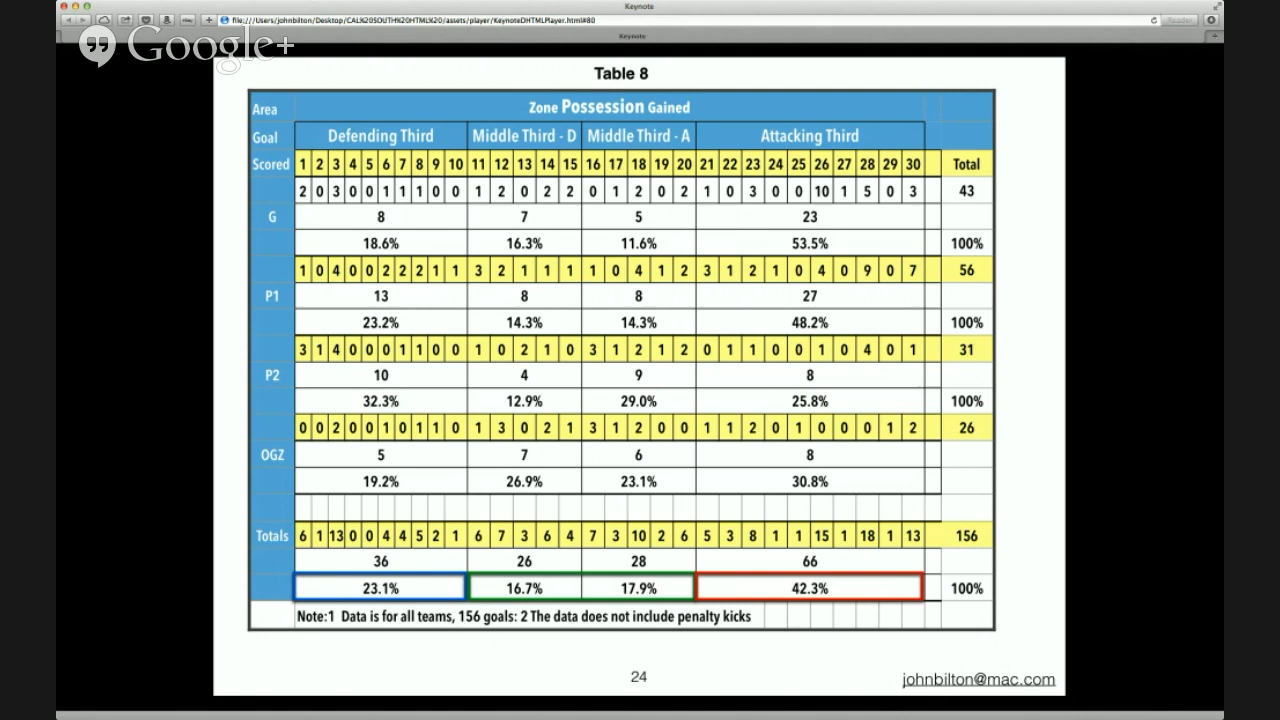 Keynote
file:///Users/johnbilton/Desktop/CAL%20SOUTH%20HTML%20/assets/player/KeynoteDHTMLPlayer.html#80
Reader
Keynote
Google+
Table 8
Area Zone Possession Gained
Goal Defending Third Middle Third - D Middle Third - A Attacking Third
Scored 1 2 3 4 5 6 7 8 9 10 11 12 13 14 15 16 17 18 19 20 21 22 23 24 25 26 27 28 29 30 Total
2 0 3 0 0 1 1 1 0 0 1 2 0 2 2 0 1 2 0 2 1 0 3 0 0 10 1 5 0 3 43
G 8 7 5 23
18.6% 16.3% 11.6% 53.5% 100%
1 0 4 0 0 2 2 2 1 1 3 2 1 1 1 1 0 4 1 2 3 1 2 1 0 4 0 9 0 7 56
P1 13 8 8 27
23.2% 14.3% 14.3% 48.2% 100%
3 1 4 0 0 0 1 1 0 0 1 0 2 1 0 3 1 2 1 2 0 1 1 0 0 1 0 4 0 1 31
P2 10 4 9 8
32.3% 12.9% 29.0% 25.8% 100%
0 0 2 0 0 1 0 1 1 0 1 3 0 2 1 3 1 2 0 0 1 1 2 0 1 0 0 0 1 2 26
OGZ 5 7 6 8
19.2% 26.9% 23.1% 30.8%
Totals 6 1 13 0 0 4 4 5 2 1 6 7 3 6 4 7 3 10 2 6 5 3 8 1 1 15 1 18 1 13 156
36 26 28 66
23.1% 16.7% 17.9% 42.3% 100%
Note:1 Data is for all teams, 156 goals: 2 The data does not include penalty kicks
24
johnbilton@mac.com